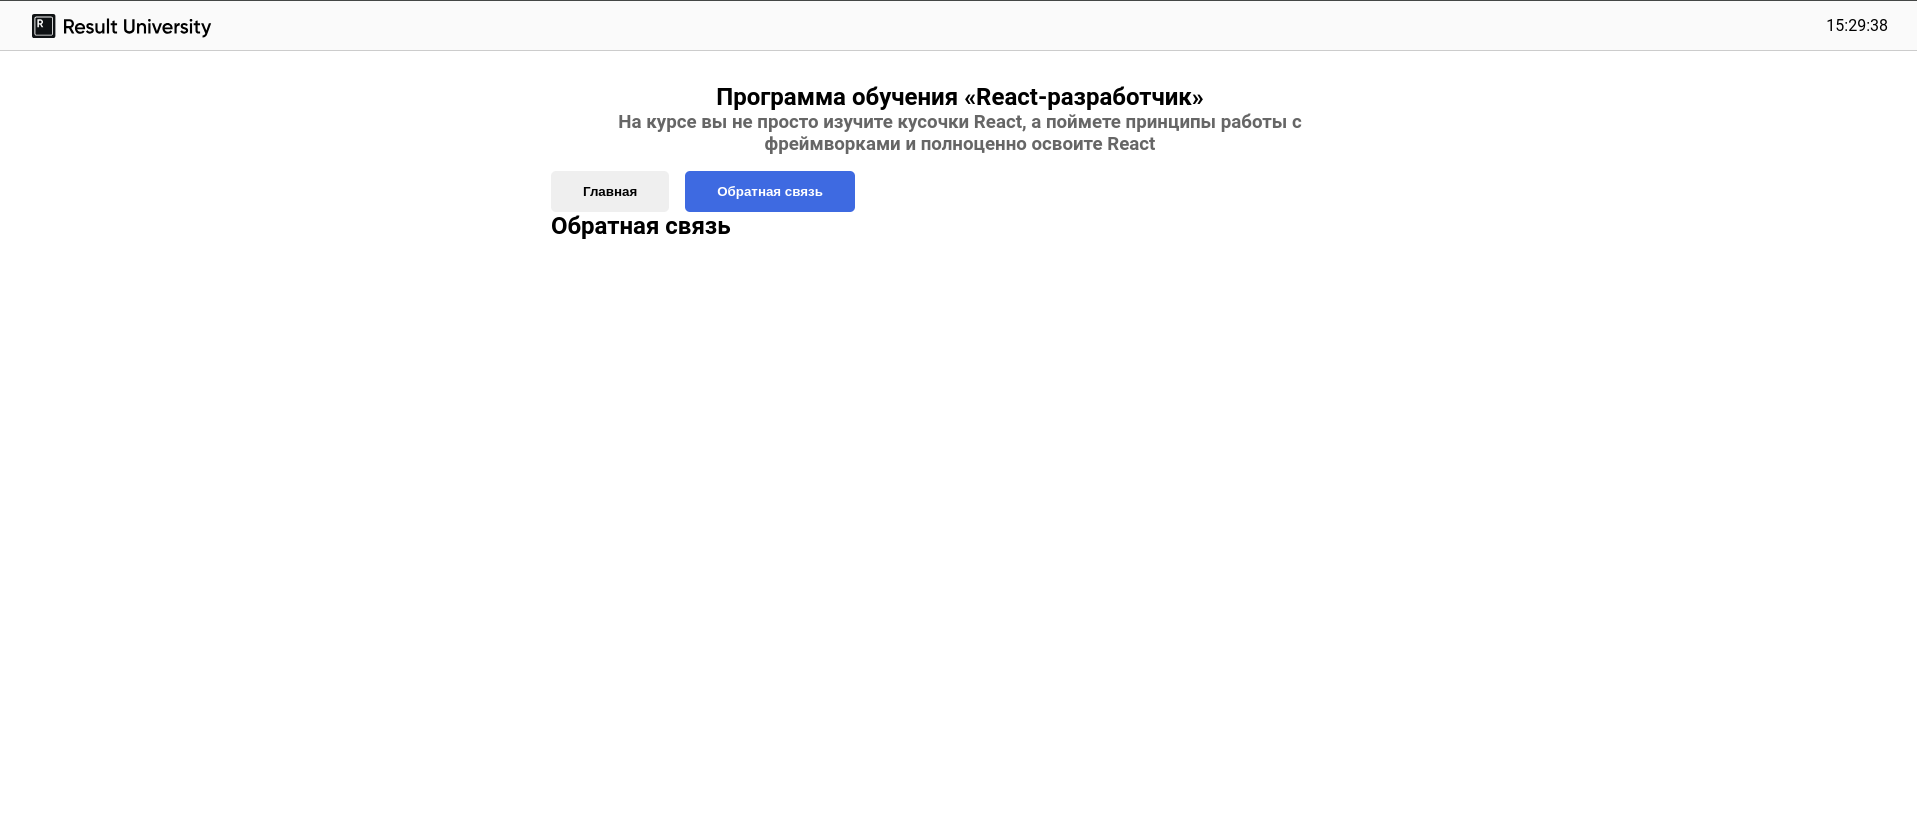 R Result University
15:29:38
Программа обучения «React-разработчик»
На курсе вы не просто изучите кусочки React, а поймете принципы работы с
фреймворками и полноценно освоите React
Главная
Обратная связь
Обратная связь